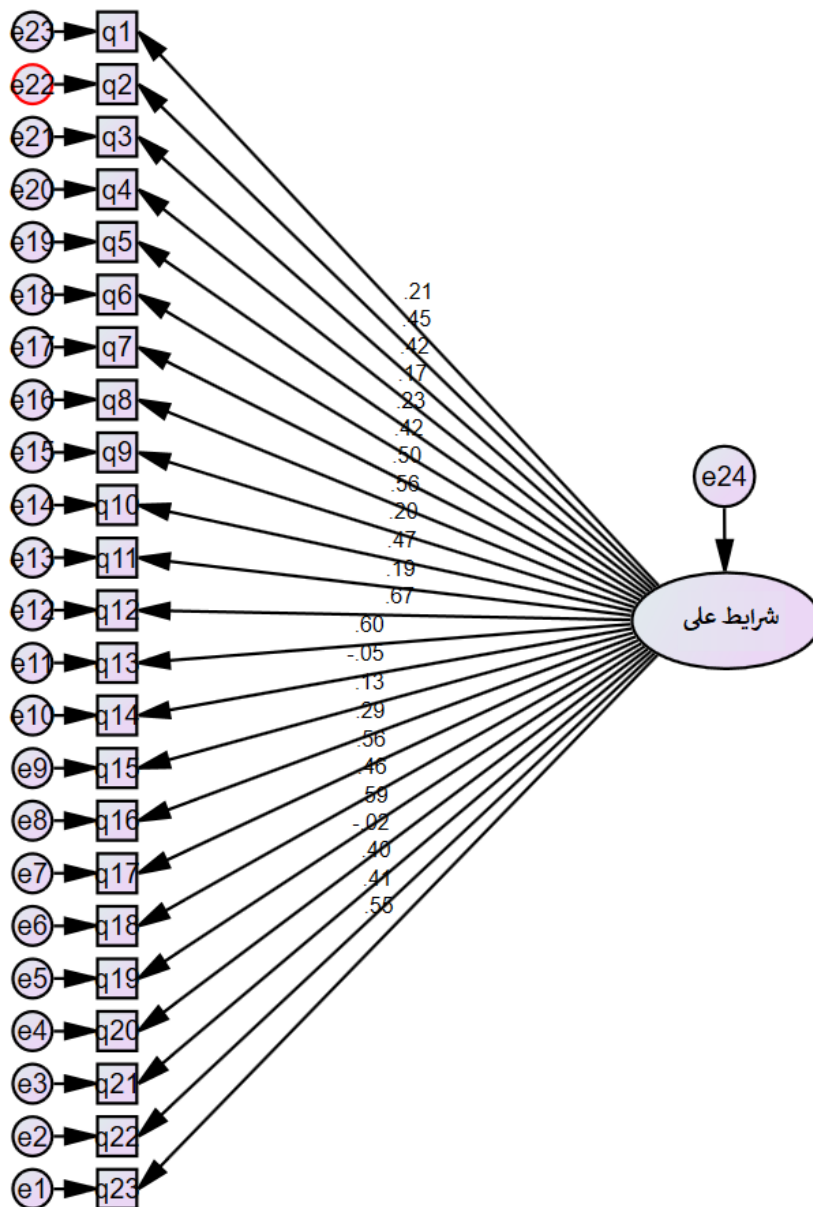 e23 q1
e22 q2
e21 q3
e20 q4
e19 q5
e18 q6
.21
e17 q7
.45
.42
.17
e16 q8
.23
.42
e15 q9
.50
e24
.56
e14 q10
.20
.47
e13 q11
.19
.67
e12 q12
شرایط علی
.60
-.05
e11 q13
.13
e10 q14
.29
.56
e9 q15
.46
.59
e8 q16
-.02
.40
e7 q17
.41
.55
e6 q18
e5 q19
e4 q20
e3 q21
e2 q22
e1 q23